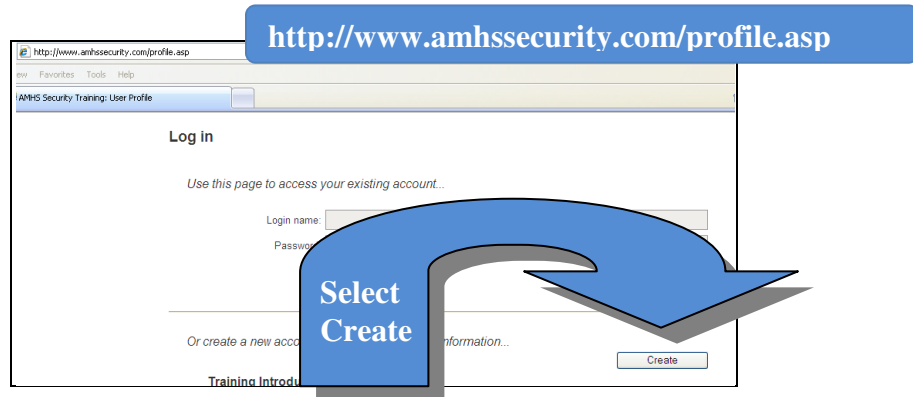 http://www.amhssecurity.com/profile.asp
http://www.amhssecurity.com/profile.asp
ew Favorites Tools Help
AMHS Security Training: User Profile
Log in
Use this page to access your existing account...
Login name:
Passwor
Select
Create
Or create a new acco
nformation...
Create
Training Introdu